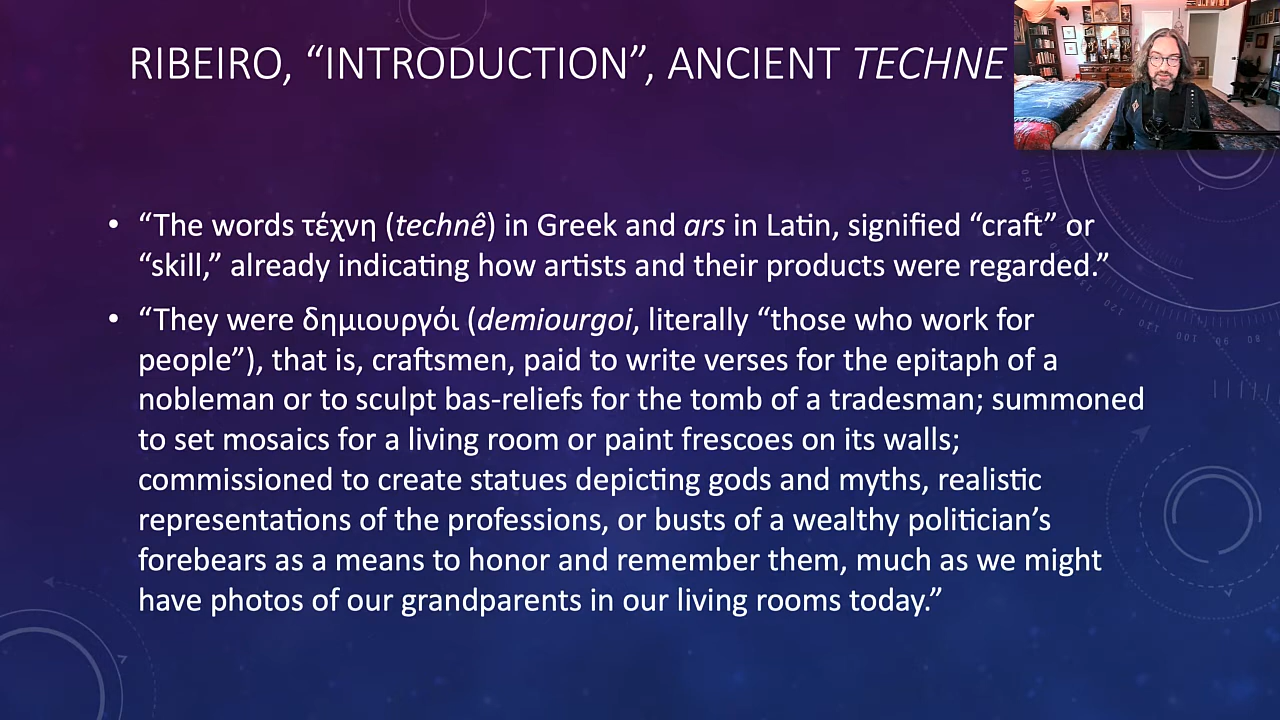 RIBEIRO, “INTRODUCTION”, ANCIENT TECHNE
• “The words τέχνη (technê) in Greek and ars in Latin, signified “craft” or
“skill,” already indicating how artists and their products were regarded.”
• “They were δημιουργόι (demiourgoi, literally “those who work for
people”), that is, craftsmen, paid to write verses for the epitaph of a
nobleman or to sculpt bas-reliefs for the tomb of a tradesman; summoned
to set mosaics for a living room or paint frescoes on its walls;
commissioned to create statues depicting gods and myths, realistic
representations of the professions, or busts of a wealthy politician’s
forebears as a means to honor and remember them, much as we might
have photos of our grandparents in our living rooms today.”